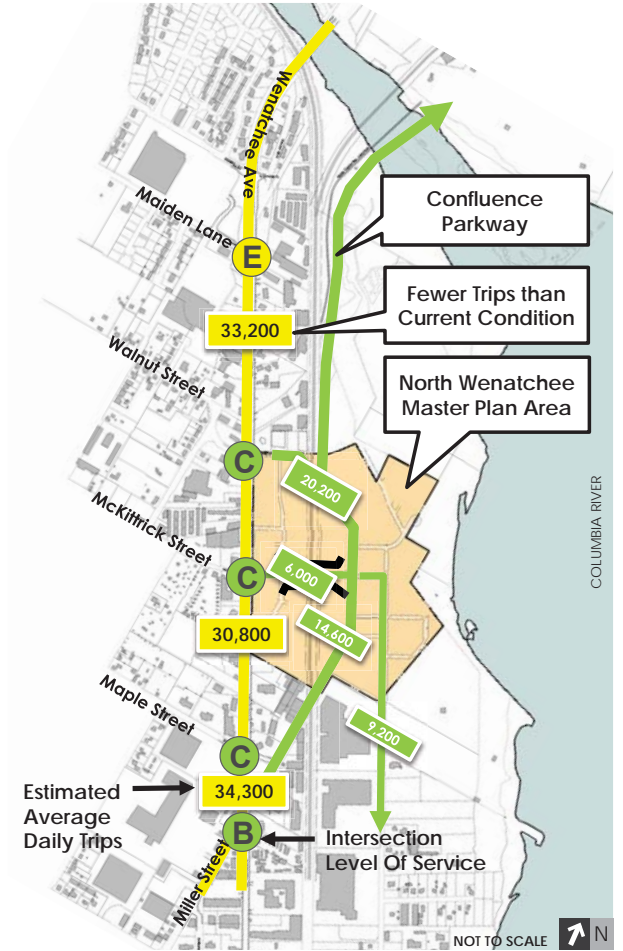 Wenatchee Ave
Maiden Lane
E
Confluence
Parkway
Fewer Trips than
Current Condition
33,200
Walnut Street
North Wenatchee
Master Plan Area
C
20,200
McKittrick Street
COLUMBIA RIVER
C
6,000
30,800
14,600
Maple Street
9,200
C
Estimated
Average
Daily Trips
34,300
B
Intersection
Level Of Service
Miller Street
NOT TO SCALE
N